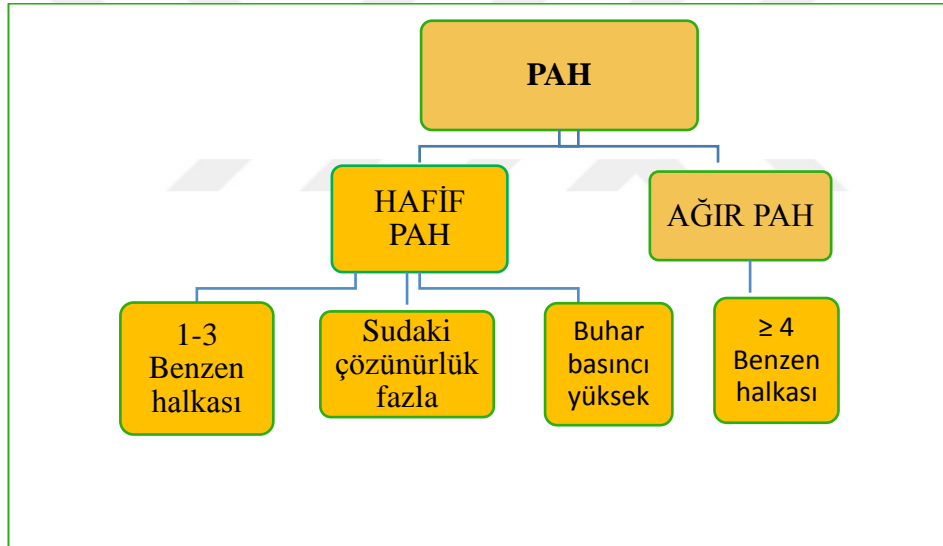 PAH
HAFİF
PAH
AĞIR PAH
1-3
Benzen
halkası
Sudaki
çözünürlük
fazla
Buhar
basıncı
yüksek
≥ 4
Benzen
halkası